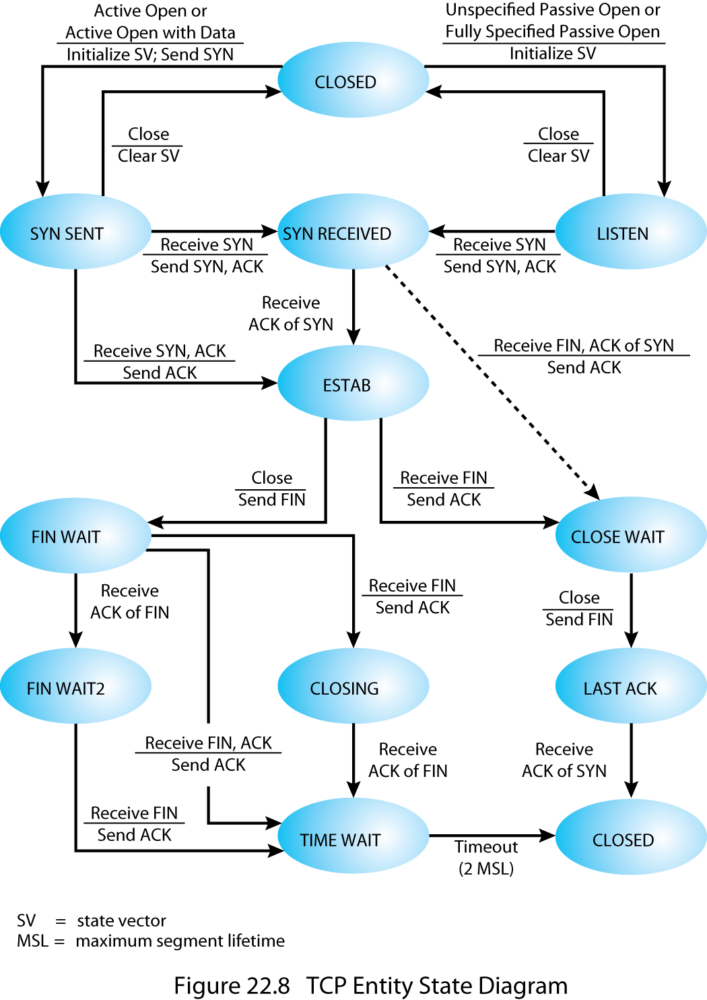 Active Open or
Active Open with Data
Initialize SV; Send SYN
Unspecified Passive Open or
Fully Specified Passive Open
Initialize SV
CLOSED
Close
Clear SV
Close
Clear SV
SYN SENT
SYN RECEIVED
LISTEN
Receive SYN
Send SYN, ACK
Receive SYN
Send SYN, ACK
Receive
ACK of SYN
Receive SYN, ACK
Send ACK
Receive FIN, ACK of SYN
Send ACK
ESTAB
Close
Send FIN
Receive FIN
Send ACK
FIN WAIT
CLOSE WAIT
Receive
ACK of FIN
Receive FIN
Send ACK
Close
Send FIN
FIN WAIT2
CLOSING
LAST ACK
Receive FIN, ACK
Send ACK
Receive
ACK of FIN
Receive
ACK of SYN
Receive FIN
Send ACK
TIME WAIT
Timeout
(2 MSL)
CLOSED
SV = state vector
MSL = maximum segment lifetime
Figure 22.8 TCP Entity State Diagram